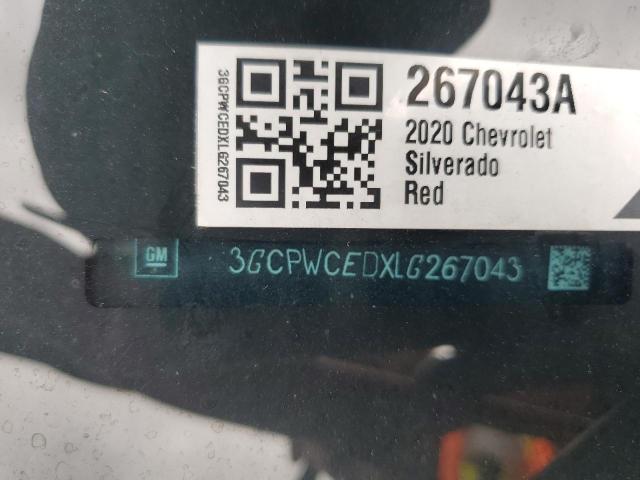 3GCPWCEDXLG267043
267043A
2020 Chevrolet
Silverado
Red
GM
3GCPWCEDXLG267043